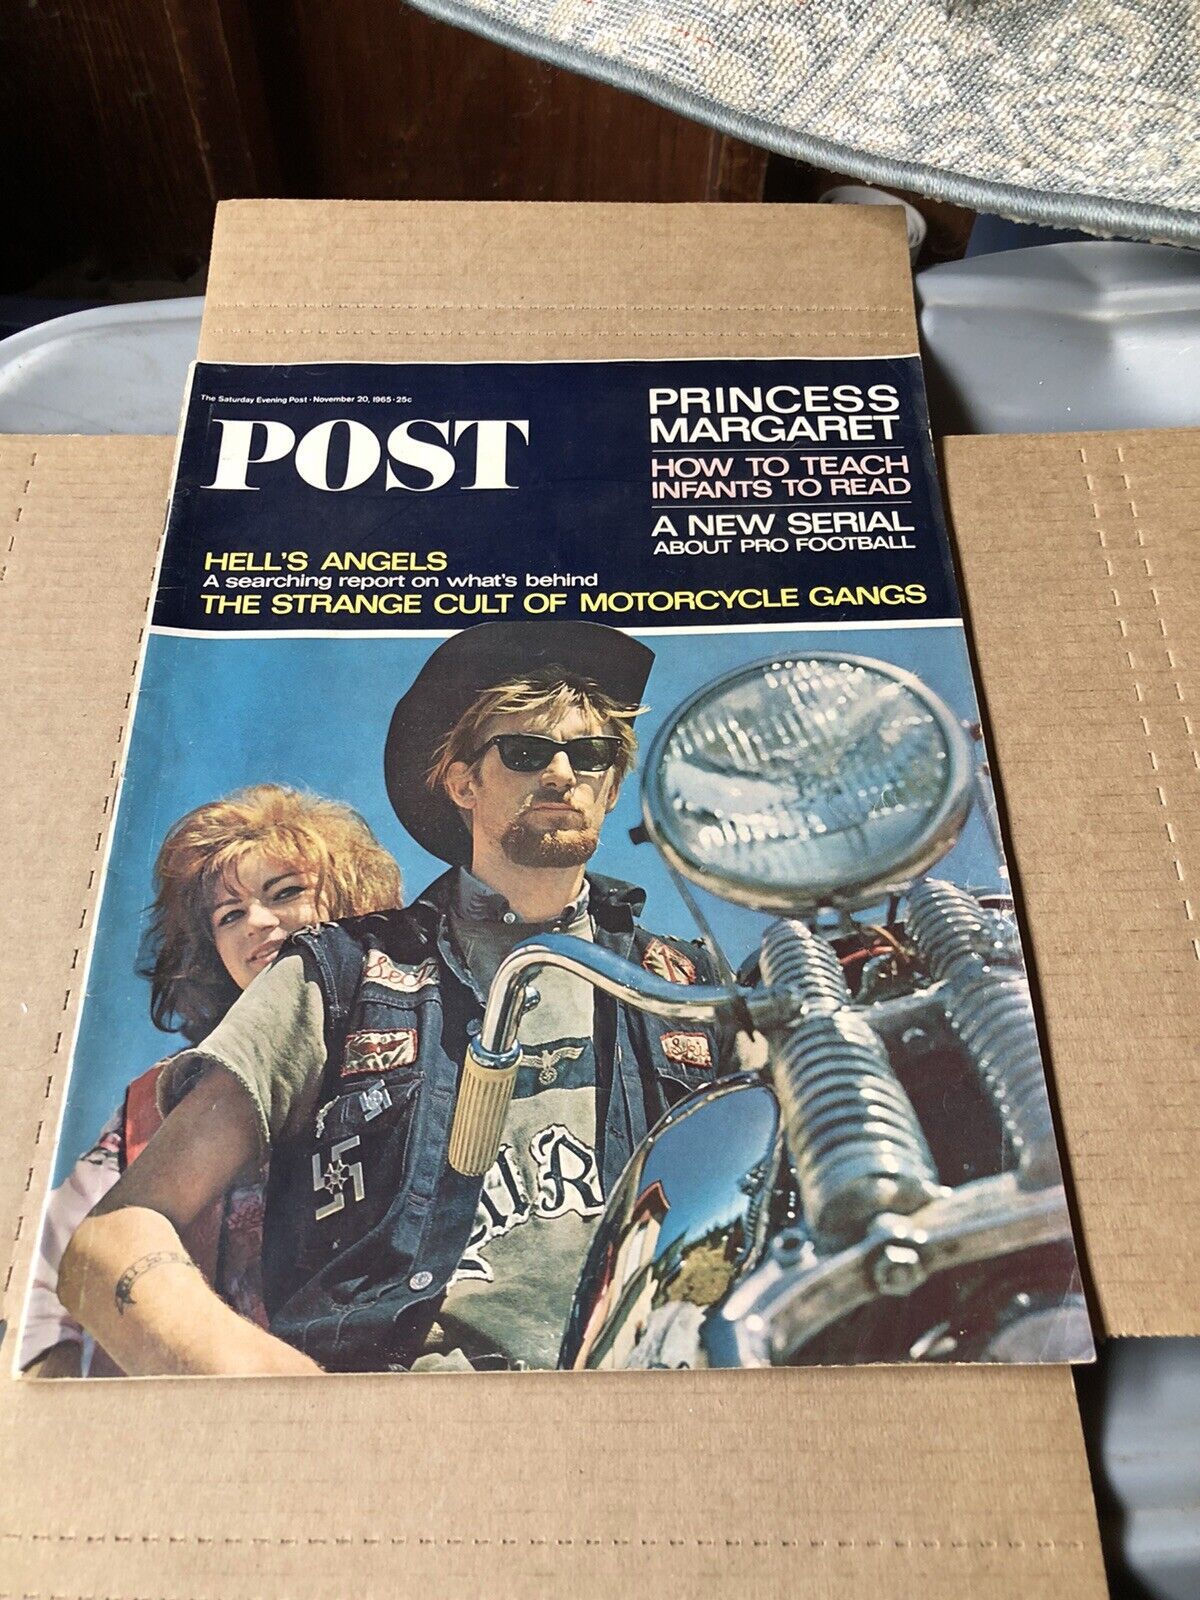 The Saturday Evening Post · November 20, 1965 · 25c
POST
PRINCESS
MARGARET
HOW TO TEACH
INFANTS TO READ
A NEW SERIAL
ABOUT PRO FOOTBALL
HELL'S ANGELS
A searching report on what's behind
THE STRANGE CULT OF MOTORCYCLE GANGS